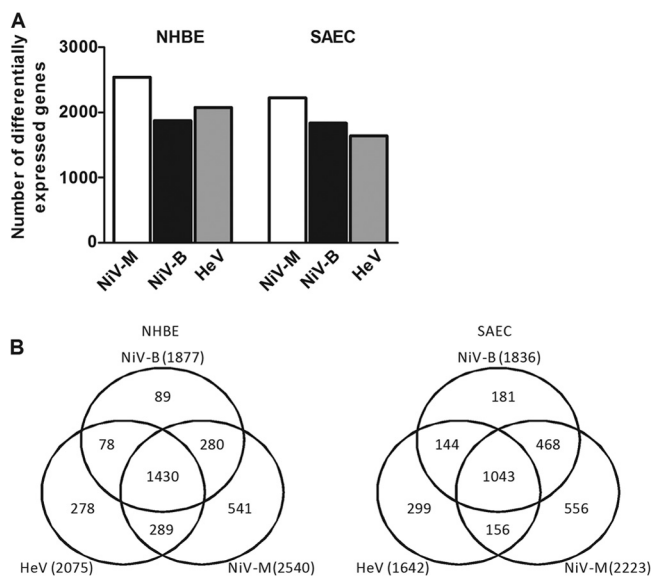 A
NHBE SAEC
Number of differentially
expressed genes
3000
2000
1000
0
NiV-M NiV-B HeV NiV-M NiV-B HeV
B
NHBE
NiV-B (1877)
89
78 280
1430
278 541
289
HeV (2075) NiV-M(2540)
SAEC
NiV-B (1836)
181
144 468
1043
299 556
156
HeV (1642) NiV-M(2223)